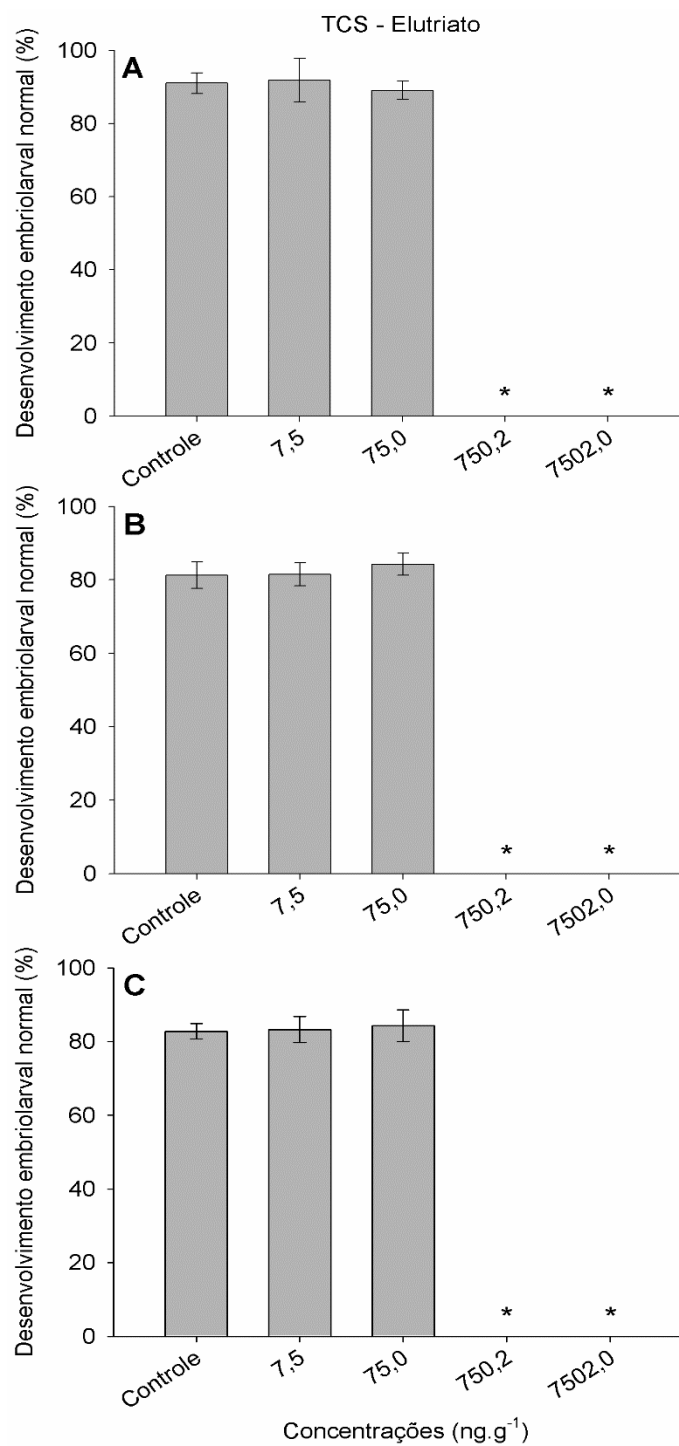 TCS - Elutriato
A
Desenvolvimento embriolarval normal (%)
100
80
60
40
20
0
* *
Controle 7,5 75,0 750,2 7502,0
B
Desenvolvimento embriolarval normal (%)
100
80
60
40
20
0
* *
Controle 7,5 75,0 750,2 7502,0
C
Desenvolvimento embriolarval normal (%)
100
80
60
40
20
0
* *
Controle 7,5 75,0 750,2 7502,0
Concentrações (ng.g⁻¹)